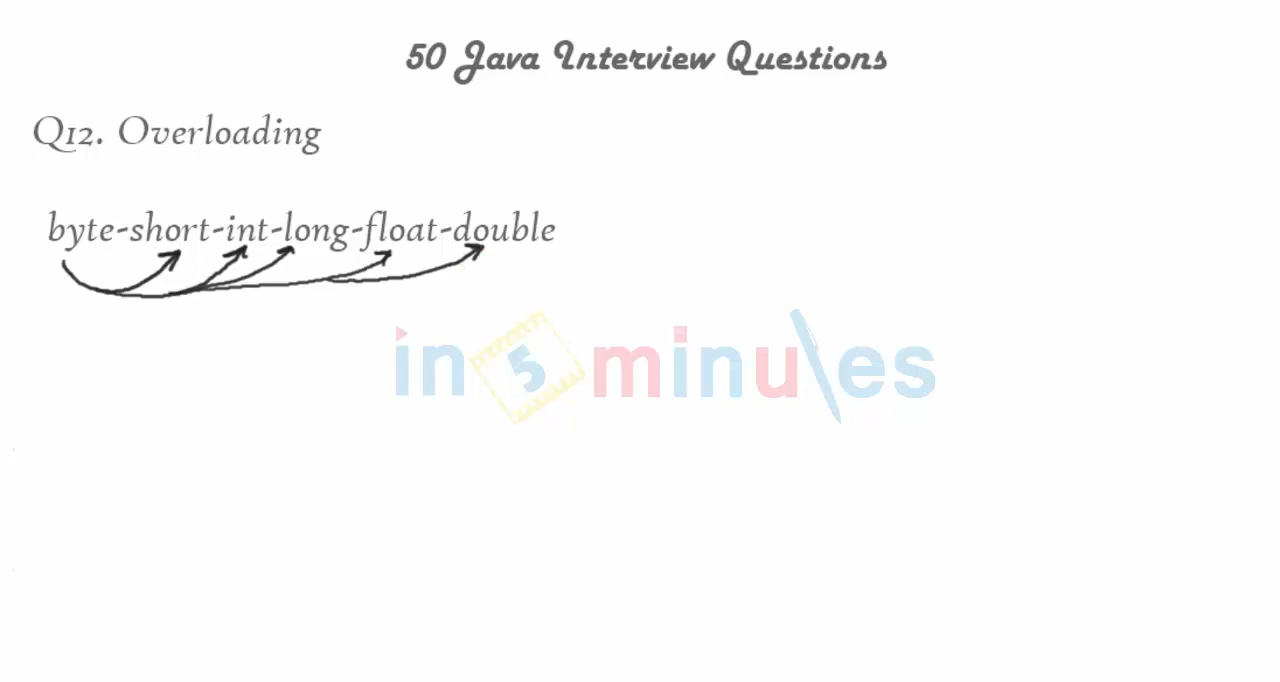 50 Java Interview Questions
Q12. Overloading
byte-short-int-long-float-double
in 5 minutes